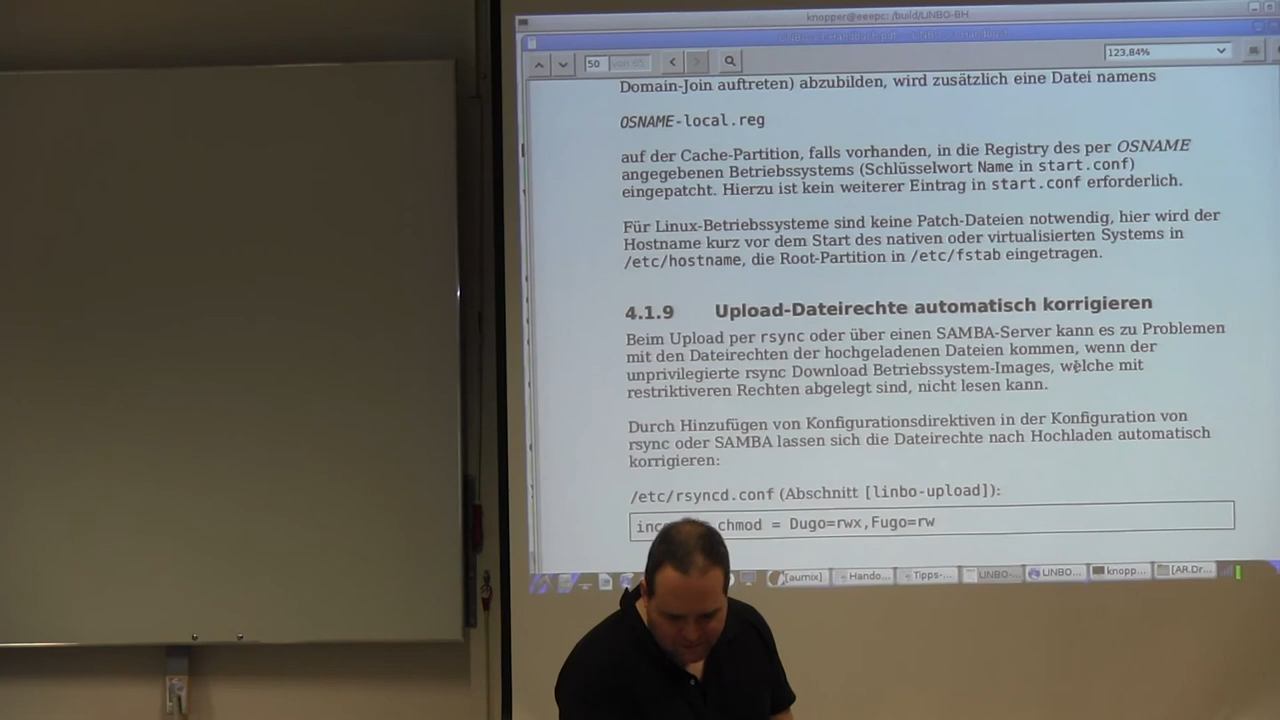 knopper@eeepc: /build/LINBO-BH
50 von 65
123,84%
Domain-Join auftreten) abzubilden, wird zusätzlich eine Datei namens
OSNAME-local.reg
auf der Cache-Partition, falls vorhanden, in die Registry des per OSNAME
angegebenen Betriebssystems (Schlüsselwort Name in start.conf)
eingepatcht. Hierzu ist kein weiterer Eintrag in start.conf erforderlich.
Für Linux-Betriebssysteme sind keine Patch-Dateien notwendig, hier wird der
Hostname kurz vor dem Start des nativen oder virtualisierten Systems in
/etc/hostname, die Root-Partition in /etc/fstab eingetragen.
4.1.9 Upload-Dateirechte automatisch korrigieren
Beim Upload per rsync oder über einen SAMBA-Server kann es zu Problemen
mit den Dateirechten der hochgeladenen Dateien kommen, wenn der
unprivilegierte rsync Download Betriebssystem-Images, welche mit
restriktiveren Rechten abgelegt sind, nicht lesen kann.
Durch Hinzufügen von Konfigurationsdirektiven in der Konfiguration von
rsync oder SAMBA lassen sich die Dateirechte nach Hochladen automatisch
korrigieren:
/etc/rsyncd.conf (Abschnitt [linbo-upload]):
chmod = Dugo=rwx,Fugo=rw
[aumix] Hando... Tipps-... LINBO-... LINBO... knopp... [AR.Dr...